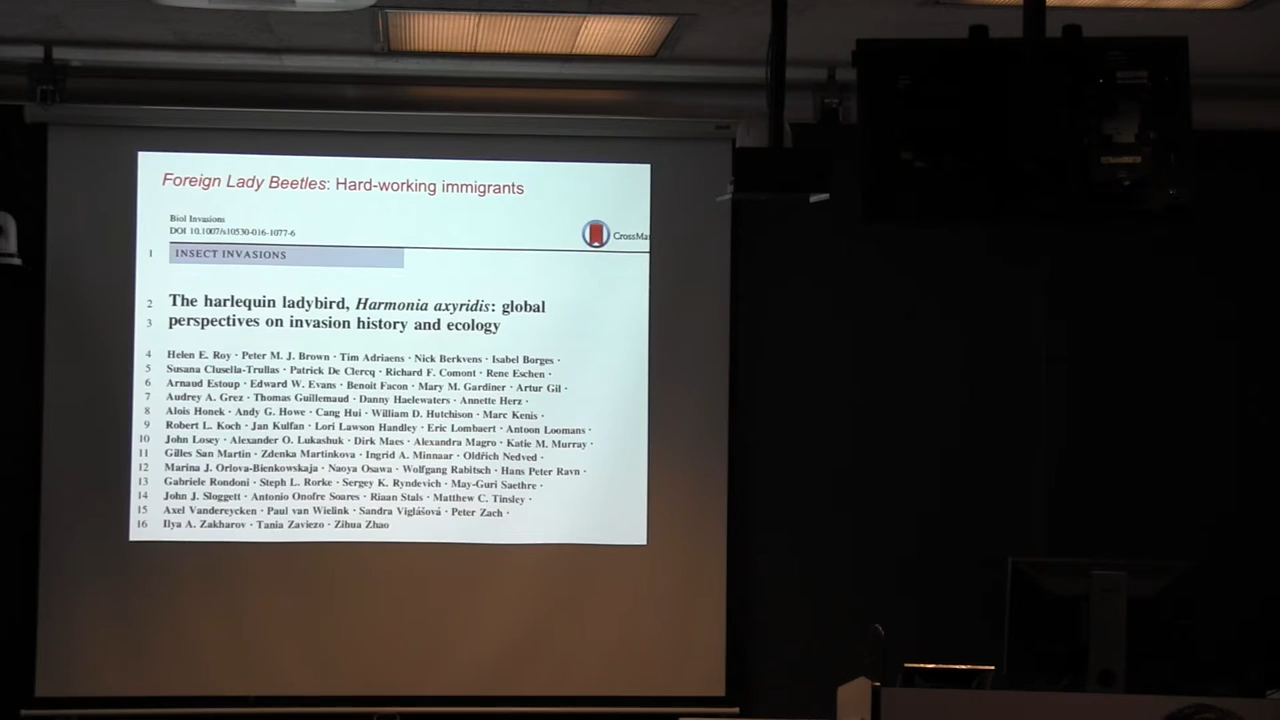 Foreign Lady Beetles: Hard-working immigrants
Biol Invasions
DOI 10.1007/s10530-016-1077-6
CrossMa
1 INSECT INVASIONS
2 The harlequin ladybird, Harmonia axyridis: global
3 perspectives on invasion history and ecology
4 Helen E. Roy · Peter M. J. Brown · Tim Adriaens · Nick Berkvens · Isabel Borges ·
5 Susana Clusella-Trullas · Patrick De Clercq · Richard F. Comont · Rene Eschen ·
6 Arnaud Estoup · Edward W. Evans · Benoit Facon · Mary M. Gardiner · Artur Gil ·
7 Audrey A. Grez · Thomas Guillemaud · Danny Haelewaters · Annette Herz ·
8 Alois Honek · Andy G. Howe · Cang Hui · William D. Hutchison · Marc Kenis ·
9 Robert L. Koch · Jan Kulfan · Lori Lawson Handley · Eric Lombaert · Antoon Loomans ·
10 John Losey · Alexander O. Lukashuk · Dirk Maes · Alexandra Magro · Katie M. Murray ·
11 Gilles San Martin · Zdenka Martinkova · Ingrid A. Minnaar · Oldřich Nedved ·
12 Marina J. Orlova-Bienkowskaja · Naoya Osawa · Wolfgang Rabitsch · Hans Peter Ravn ·
13 Gabriele Rondoni · Steph L. Rorke · Sergey K. Ryndevich · May-Guri Saethre ·
14 John J. Sloggett · Antonio Onofre Soares · Riaan Stals · Matthew C. Tinsley ·
15 Axel Vandereycken · Paul van Wielink · Sandra Viglášová · Peter Zach ·
16 Ilya A. Zakharov · Tania Zaviezo · Zihua Zhao